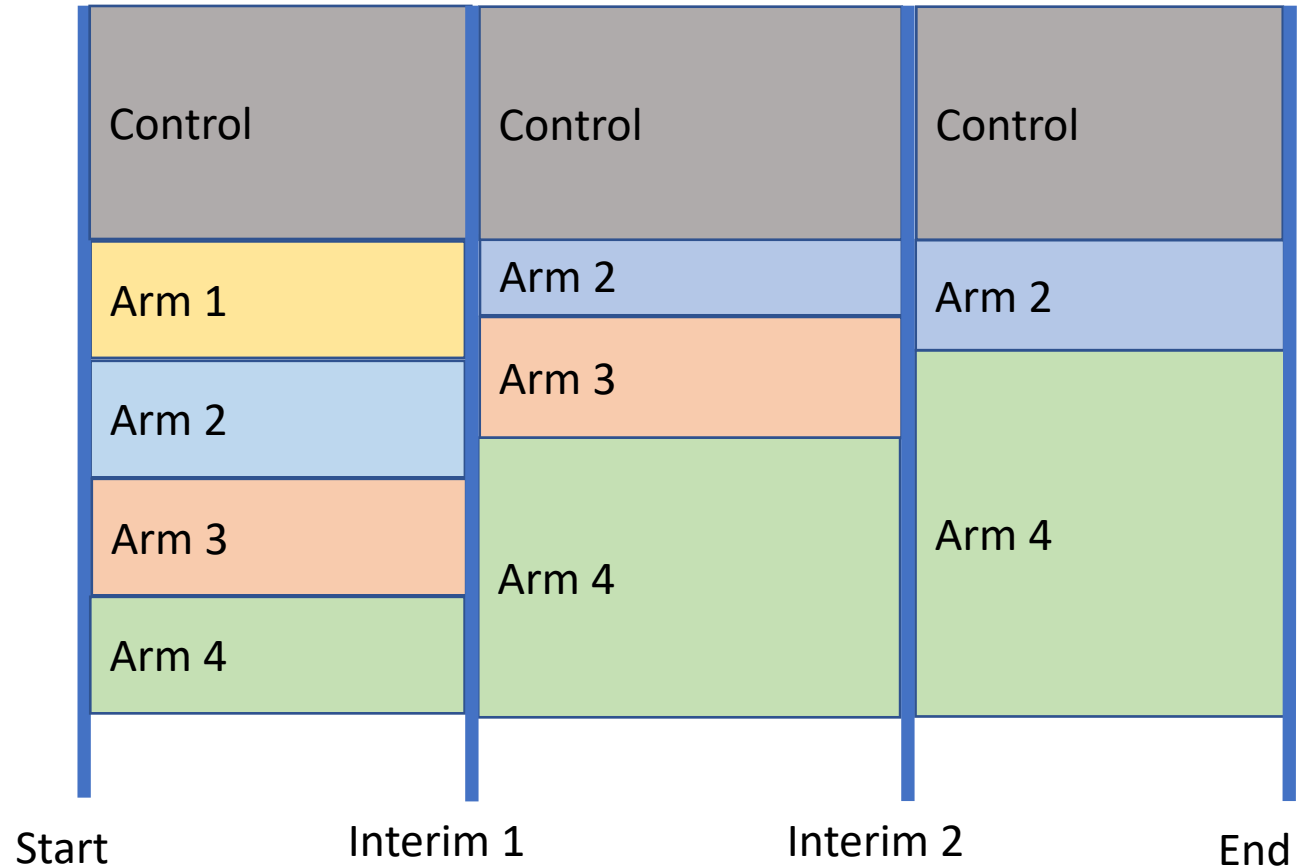 Control
Control
Control
Arm 1
Arm 2
Arm 3
Arm 4
Arm 2
Arm 3
Arm 4
Arm 2
Arm 4
Start
Interim 1
Interim 2
End